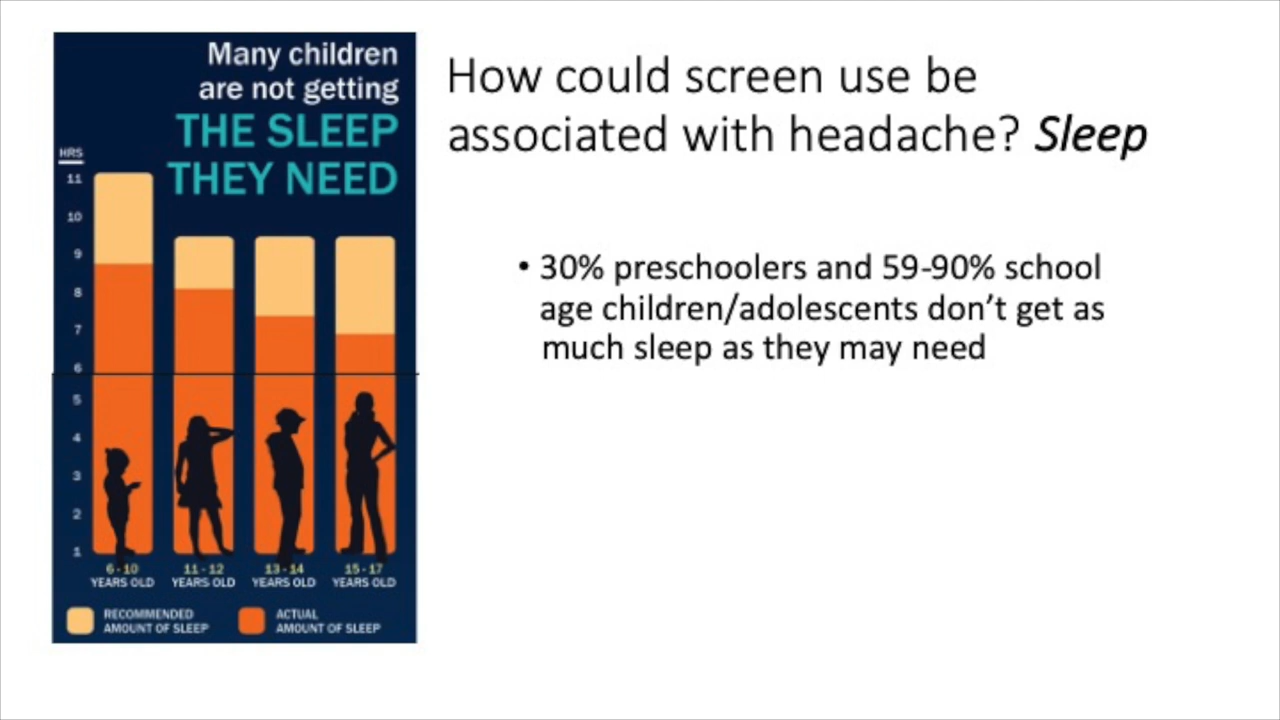 Many children
are not getting
THE SLEEP
THEY NEED
HRS
11
10
9
8
7
6
5
4
3
2
1
6 - 10
YEARS OLD
11 - 12
YEARS OLD
13 - 14
YEARS OLD
15 - 17
YEARS OLD
RECOMMENDED
AMOUNT OF SLEEP
ACTUAL
AMOUNT OF SLEEP
How could screen use be
associated with headache? Sleep
• 30% preschoolers and 59-90% school
age children/adolescents don’t get as
much sleep as they may need